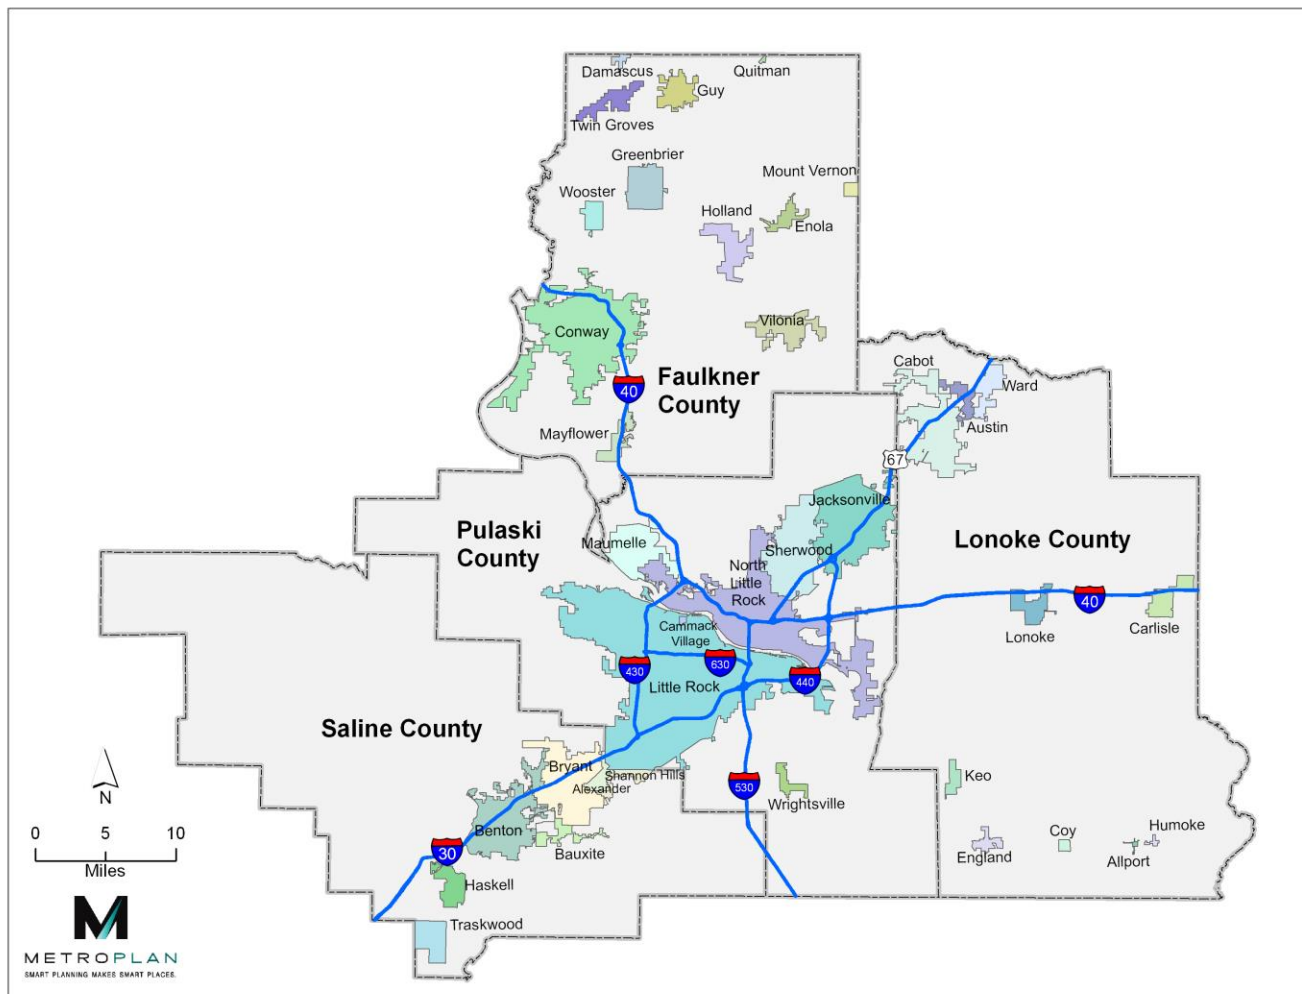 Damascus
Quitman
Guy
Twin Groves
Greenbrier
Mount Vernon
Wooster
Holland
Enola
Vilonia
Conway
Cabot
Ward
Faulkner
County
40
Austin
Mayflower
67
Jacksonville
Pulaski
County
Maumelle
Sherwood
Lonoke County
North
Little
Rock
40
Cammack
Village
Lonoke
Carlisle
430
630
440
Little Rock
Saline County
Bryant
Shannon Hills
Alexander
Keo
530
Wrightsville
N
0 5 10
Miles
Benton
30
Bauxite
England
Coy
Allport
Humoke
Haskell
Traskwood
M
METROPLAN
SMART PLANNING MAKES SMART PLACES.